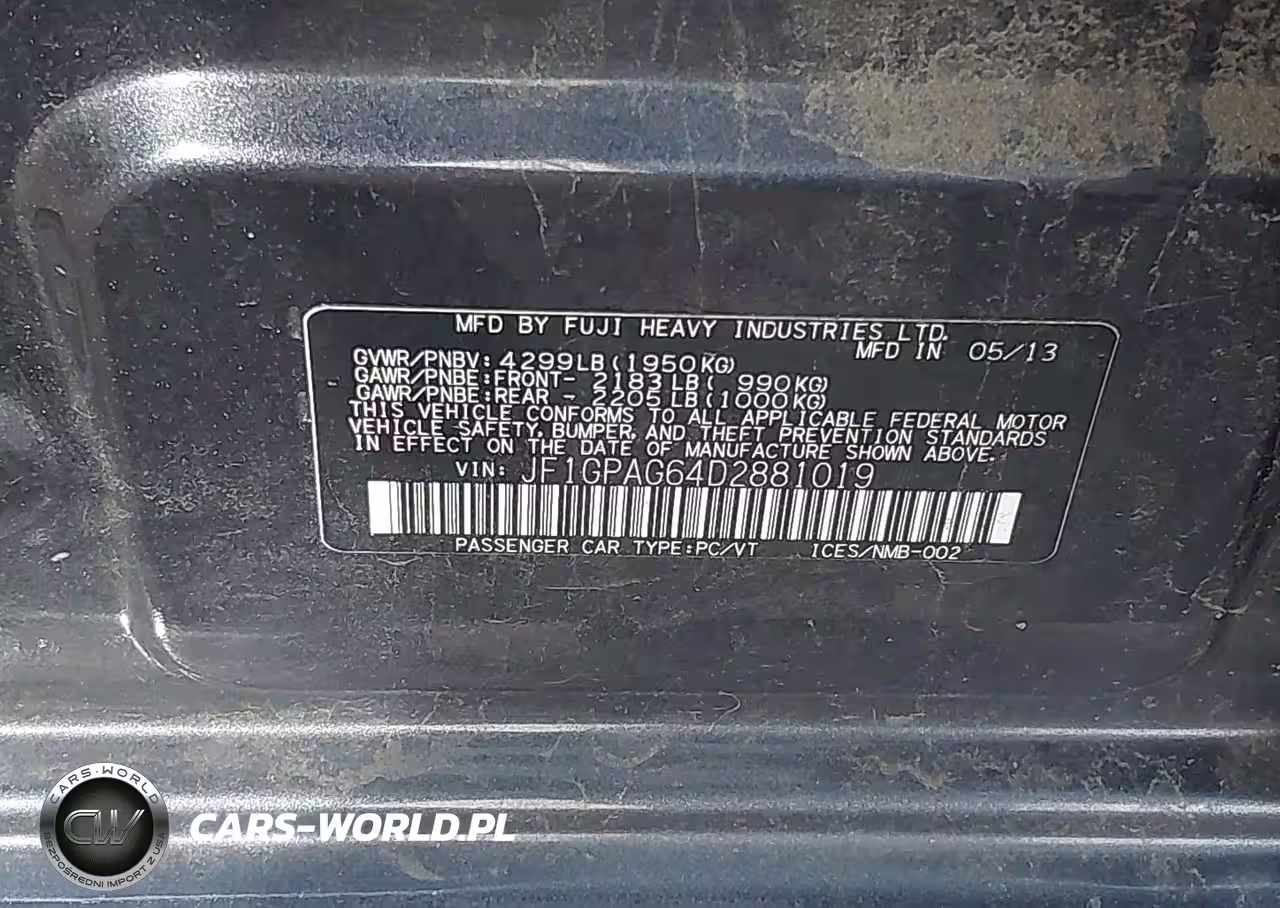 MFD BY FUJI HEAVY INDUSTRIES LTD.
MFD IN 05/13
GVWR/PNBV: 4299LB (1950KG)
GAWR/PNBE: FRONT- 2183 LB ( 990KG)
GAWR/PNBE: REAR - 2205 LB (1000KG)
THIS VEHICLE CONFORMS TO ALL APPLICABLE FEDERAL MOTOR
VEHICLE SAFETY, BUMPER, AND THEFT PREVENTION STANDARDS
IN EFFECT ON THE DATE OF MANUFACTURE SHOWN ABOVE.
VIN: JF1GPAG64D2881019
PASSENGER CAR TYPE:PC/VT ICES/NMB-002
CARS-WORLD
CW
BEZPOŚREDNI IMPORT Z USA
CARS-WORLD.PL